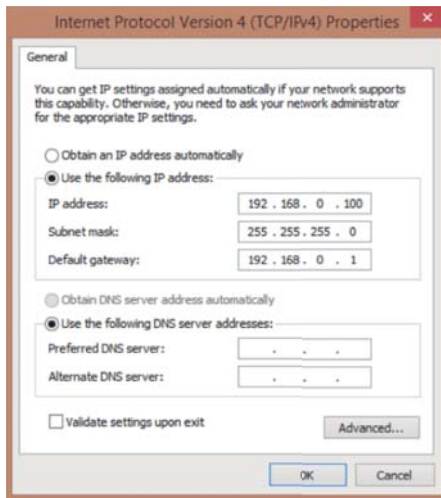 Internet Protocol Version 4 (TCP/IPv4) Properties
General
You can get IP settings assigned automatically if your network supports
this capability. Otherwise, you need to ask your network administrator
for the appropriate IP settings.
Obtain an IP address automatically
Use the following IP address:
IP address: 192 . 168 . 0 . 100
Subnet mask: 255 . 255 . 255 . 0
Default gateway: 192 . 168 . 0 . 1
Obtain DNS server address automatically
Use the following DNS server addresses:
Preferred DNS server: . . .
Alternate DNS server: . . .
Validate settings upon exit
Advanced...
OK Cancel